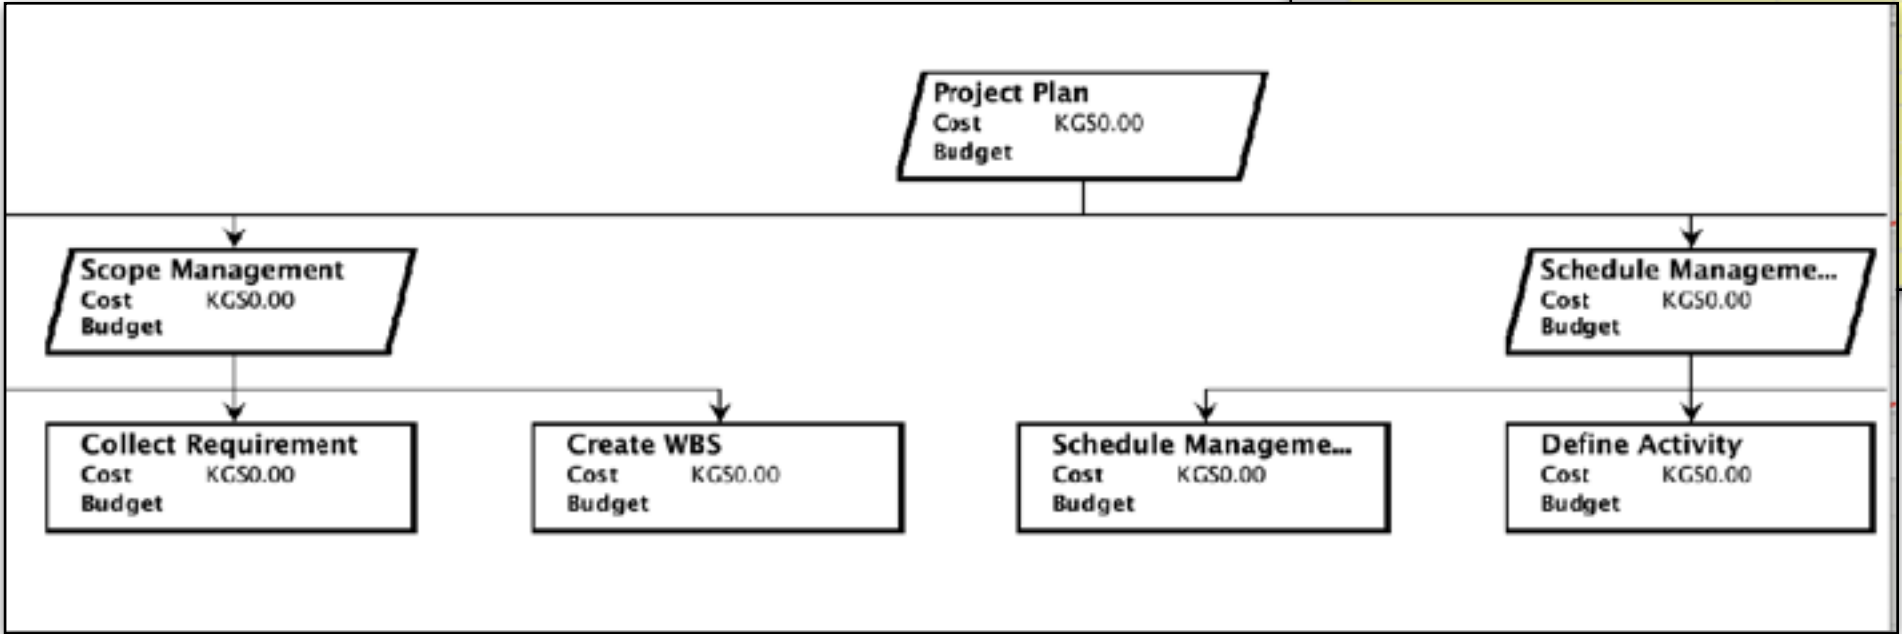 Project Plan
Cost KGS0.00
Budget
Scope Management
Cost KGS0.00
Budget
Schedule Manageme...
Cost KGS0.00
Budget
Collect Requirement
Cost KGS0.00
Budget
Create WBS
Cost KGS0.00
Budget
Schedule Manageme...
Cost KGS0.00
Budget
Define Activity
Cost KGS0.00
Budget